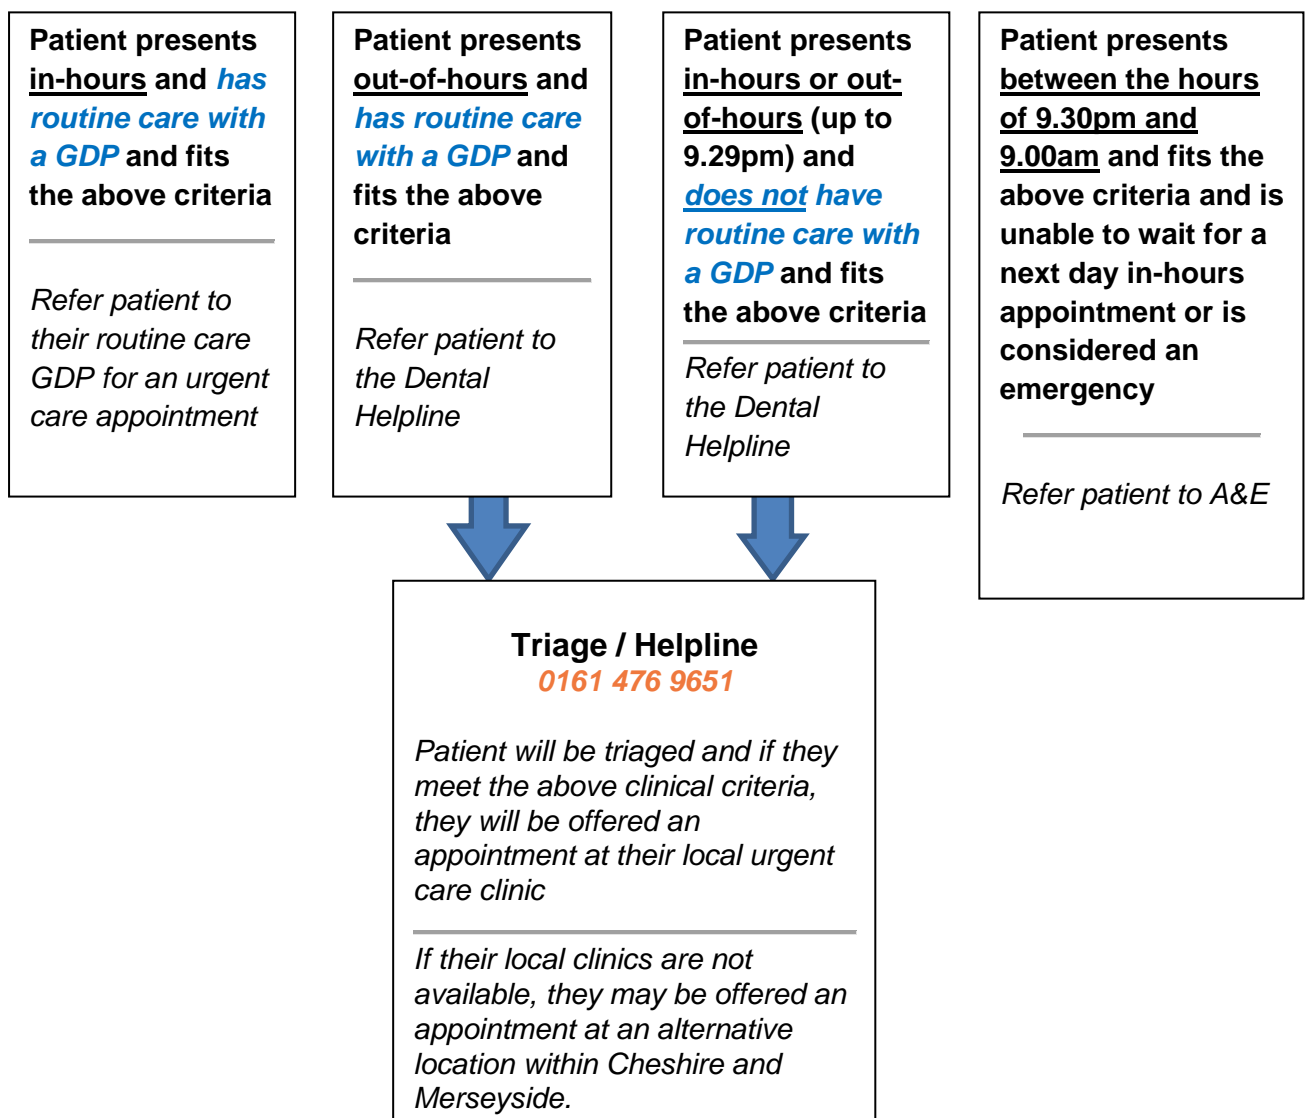 Patient presents
in-hours and has
routine care with
a GDP and fits
the above criteria
Refer patient to
their routine care
GDP for an urgent
care appointment
Patient presents
out-of-hours and
has routine care
with a GDP and
fits the above
criteria
Refer patient to
the Dental
Helpline
Patient presents
in-hours or out-
of-hours (up to
9.29pm) and
does not have
routine care with
a GDP and fits
the above criteria
Refer patient to
the Dental
Helpline
Patient presents
between the hours
of 9.30pm and
9.00am and fits the
above criteria and is
unable to wait for a
next day in-hours
appointment or is
considered an
emergency
Refer patient to A&E
Triage / Helpline
0161 476 9651
Patient will be triaged and if they
meet the above clinical criteria,
they will be offered an
appointment at their local urgent
care clinic
If their local clinics are not
available, they may be offered an
appointment at an alternative
location within Cheshire and
Merseyside.